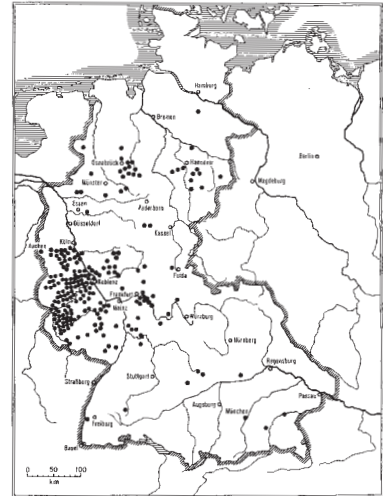 Hamburg
Bremen
Berlin
Osnabrück
Hannover
Münster
Magdeburg
Essen
Paderborn
Düsseldorf
Kassel
Aachen
Köln
Fulda
Koblenz
Frankfurt
Mainz
Würzburg
Nürnberg
Regensburg
Straßburg
Stuttgart
Passau
Augsburg
München
Freiburg
Basel
0 50 100
km